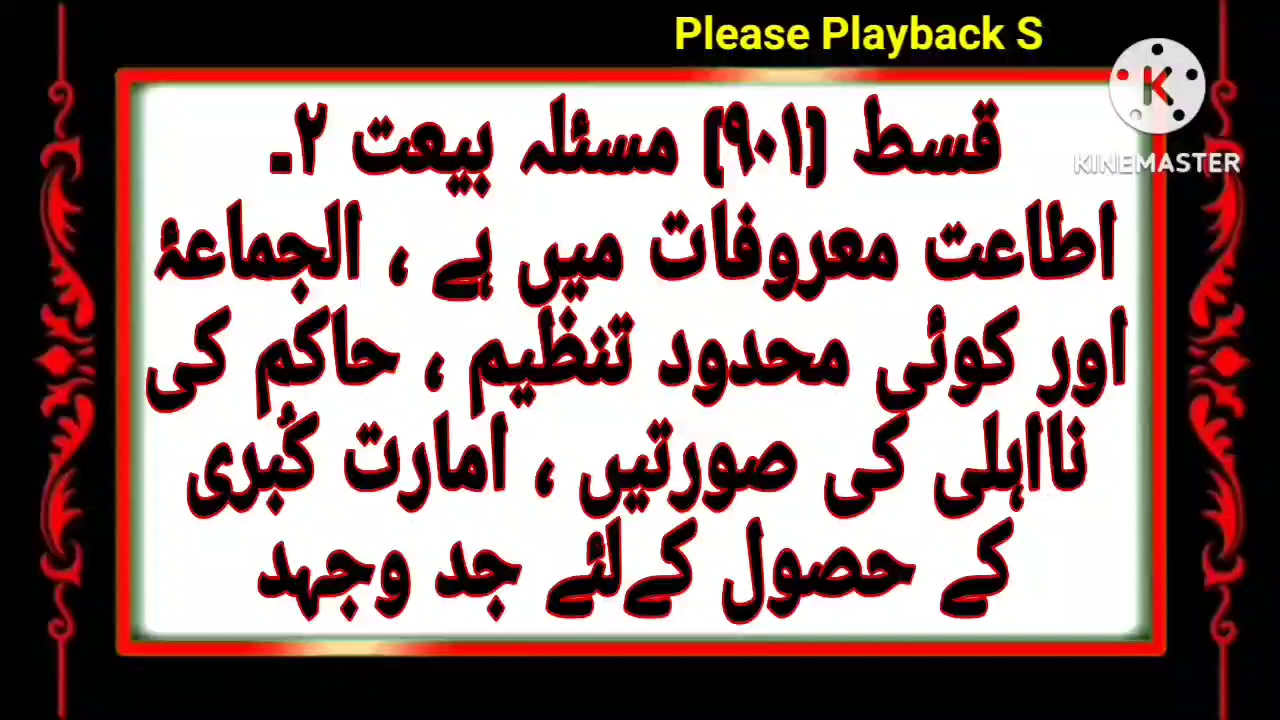 Please Playback S
KINEMASTER
قسط (۹۰۱) مسئلہ بیعت ۲۔
اطاعت معروفات میں ہے ، الجماعۂ
اور کوئی محدود تنظیم ، حاکم کی
نااہلی کی صورتیں ، امارت کُبری
کے حصول کےلئے جد وجہد